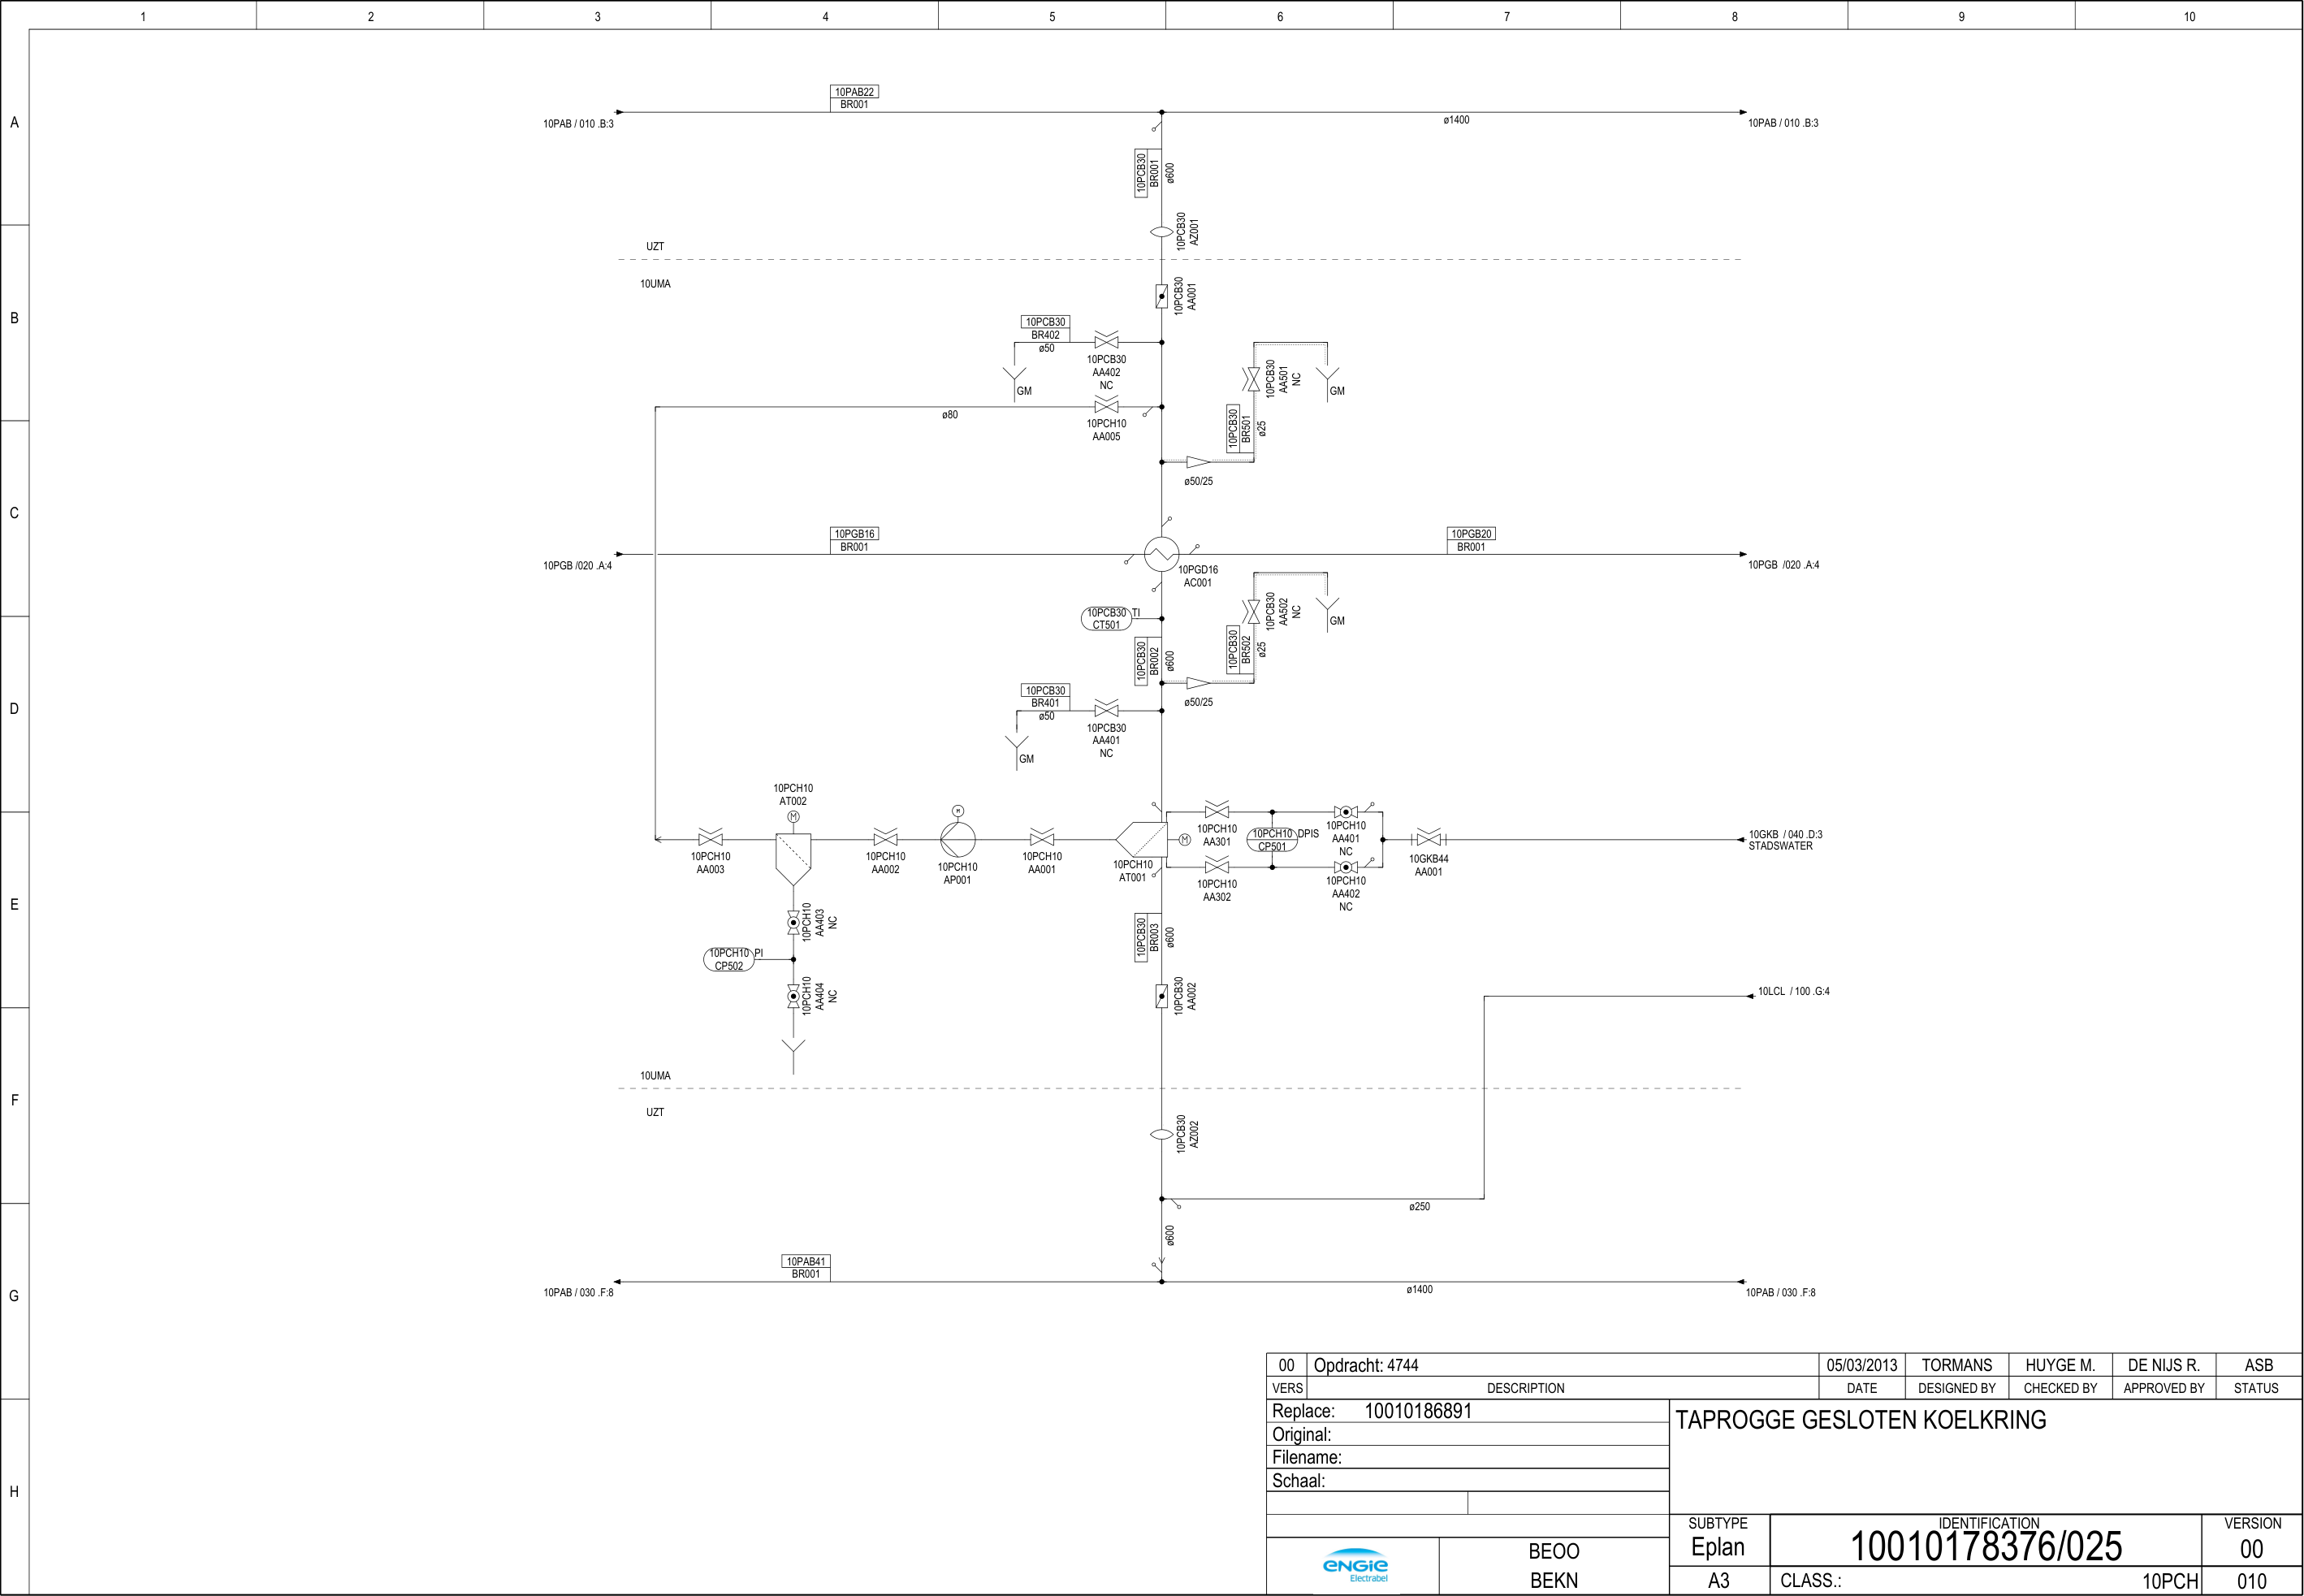 1 2 3 4 5 6 7 8 9 10
A
B
C
D
E
F
G
H
10PAB22
BR001
10PAB / 010 .B:3
ø1400
10PAB / 010 .B:3
10PCB30
BR001
ø600
10PCB30
AZ001
UZT
10UMA
10PCB30
AA001
10PCB30
BR402
ø50
10PCB30
AA402
NC
GM
10PCB30
AA501
NC
GM
ø80
10PCH10
AA005
10PCB30
BR501
ø25
ø50/25
10PGB16
BR001
10PGB20
BR001
10PGB /020 .A:4
10PGB /020 .A:4
10PGD16
AC001
10PCB30 TI
CT501
10PCB30
AA502
NC
GM
10PCB30
BR002
ø600
10PCB30
BR502
ø25
ø50/25
10PCB30
BR401
ø50
10PCB30
AA401
NC
GM
10PCH10
AT002
M
M
M
10PCH10
AA003
10PCH10
AA002
10PCH10
AP001
10PCH10
AA001
10PCH10
AT001
10PCH10
AA301
10PCH10 DPIS
CP501
10PCH10
AA401
NC
10PCH10
AA302
10PCH10
AA402
NC
10GKB44
AA001
10GKB / 040 .D:3
STADSWATER
10PCH10
AA403
NC
10PCH10 PI
CP502
10PCH10
AA404
NC
10PCB30
BR003
ø600
10PCB30
AA002
10LCL / 100 .G:4
10UMA
UZT
10PCB30
AZ002
ø250
ø600
10PAB41
BR001
10PAB / 030 .F:8
ø1400
10PAB / 030 .F:8
00 Opdracht: 4744 05/03/2013 TORMANS HUYGE M. DE NIJS R. ASB
VERS DESCRIPTION DATE DESIGNED BY CHECKED BY APPROVED BY STATUS
Replace: 10010186891
TAPROGGE GESLOTEN KOELKRING
Original:
Filename:
Schaal:
SUBTYPE IDENTIFICATION VERSION
Eplan 10010178376/025 00
ENGIE
Electrabel
BEOO
BEKN
A3 CLASS.: 10PCH 010